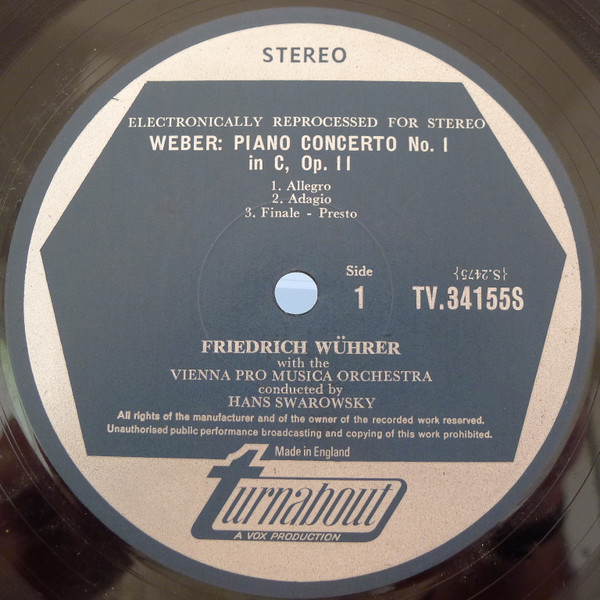 STEREO
ELECTRONICALLY REPROCESSED FOR STEREO
WEBER: PIANO CONCERTO No. 1
in C, Op. 11
1. Allegro
2. Adagio
3. Finale - Presto
Side
1
{S.2475}
TV.34155S
FRIEDRICH WÜHRER
with the
VIENNA PRO MUSICA ORCHESTRA
conducted by
HANS SWAROWSKY
All rights of the manufacturer and of the owner of the recorded work reserved.
Unauthorised public performance broadcasting and copying of this work prohibited.
Made in England
turnabout
A VOX PRODUCTION